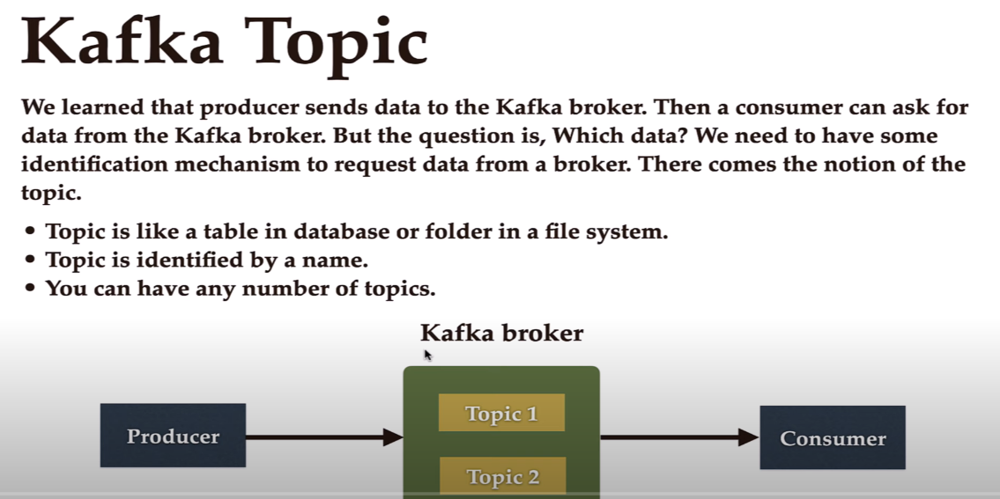 Kafka Topic
We learned that producer sends data to the Kafka broker. Then a consumer can ask for
data from the Kafka broker. But the question is, Which data? We need to have some
identification mechanism to request data from a broker. There comes the notion of the
topic.
• Topic is like a table in database or folder in a file system.
• Topic is identified by a name.
• You can have any number of topics.
Kafka broker
Topic 1
Producer
Consumer
Topic 2